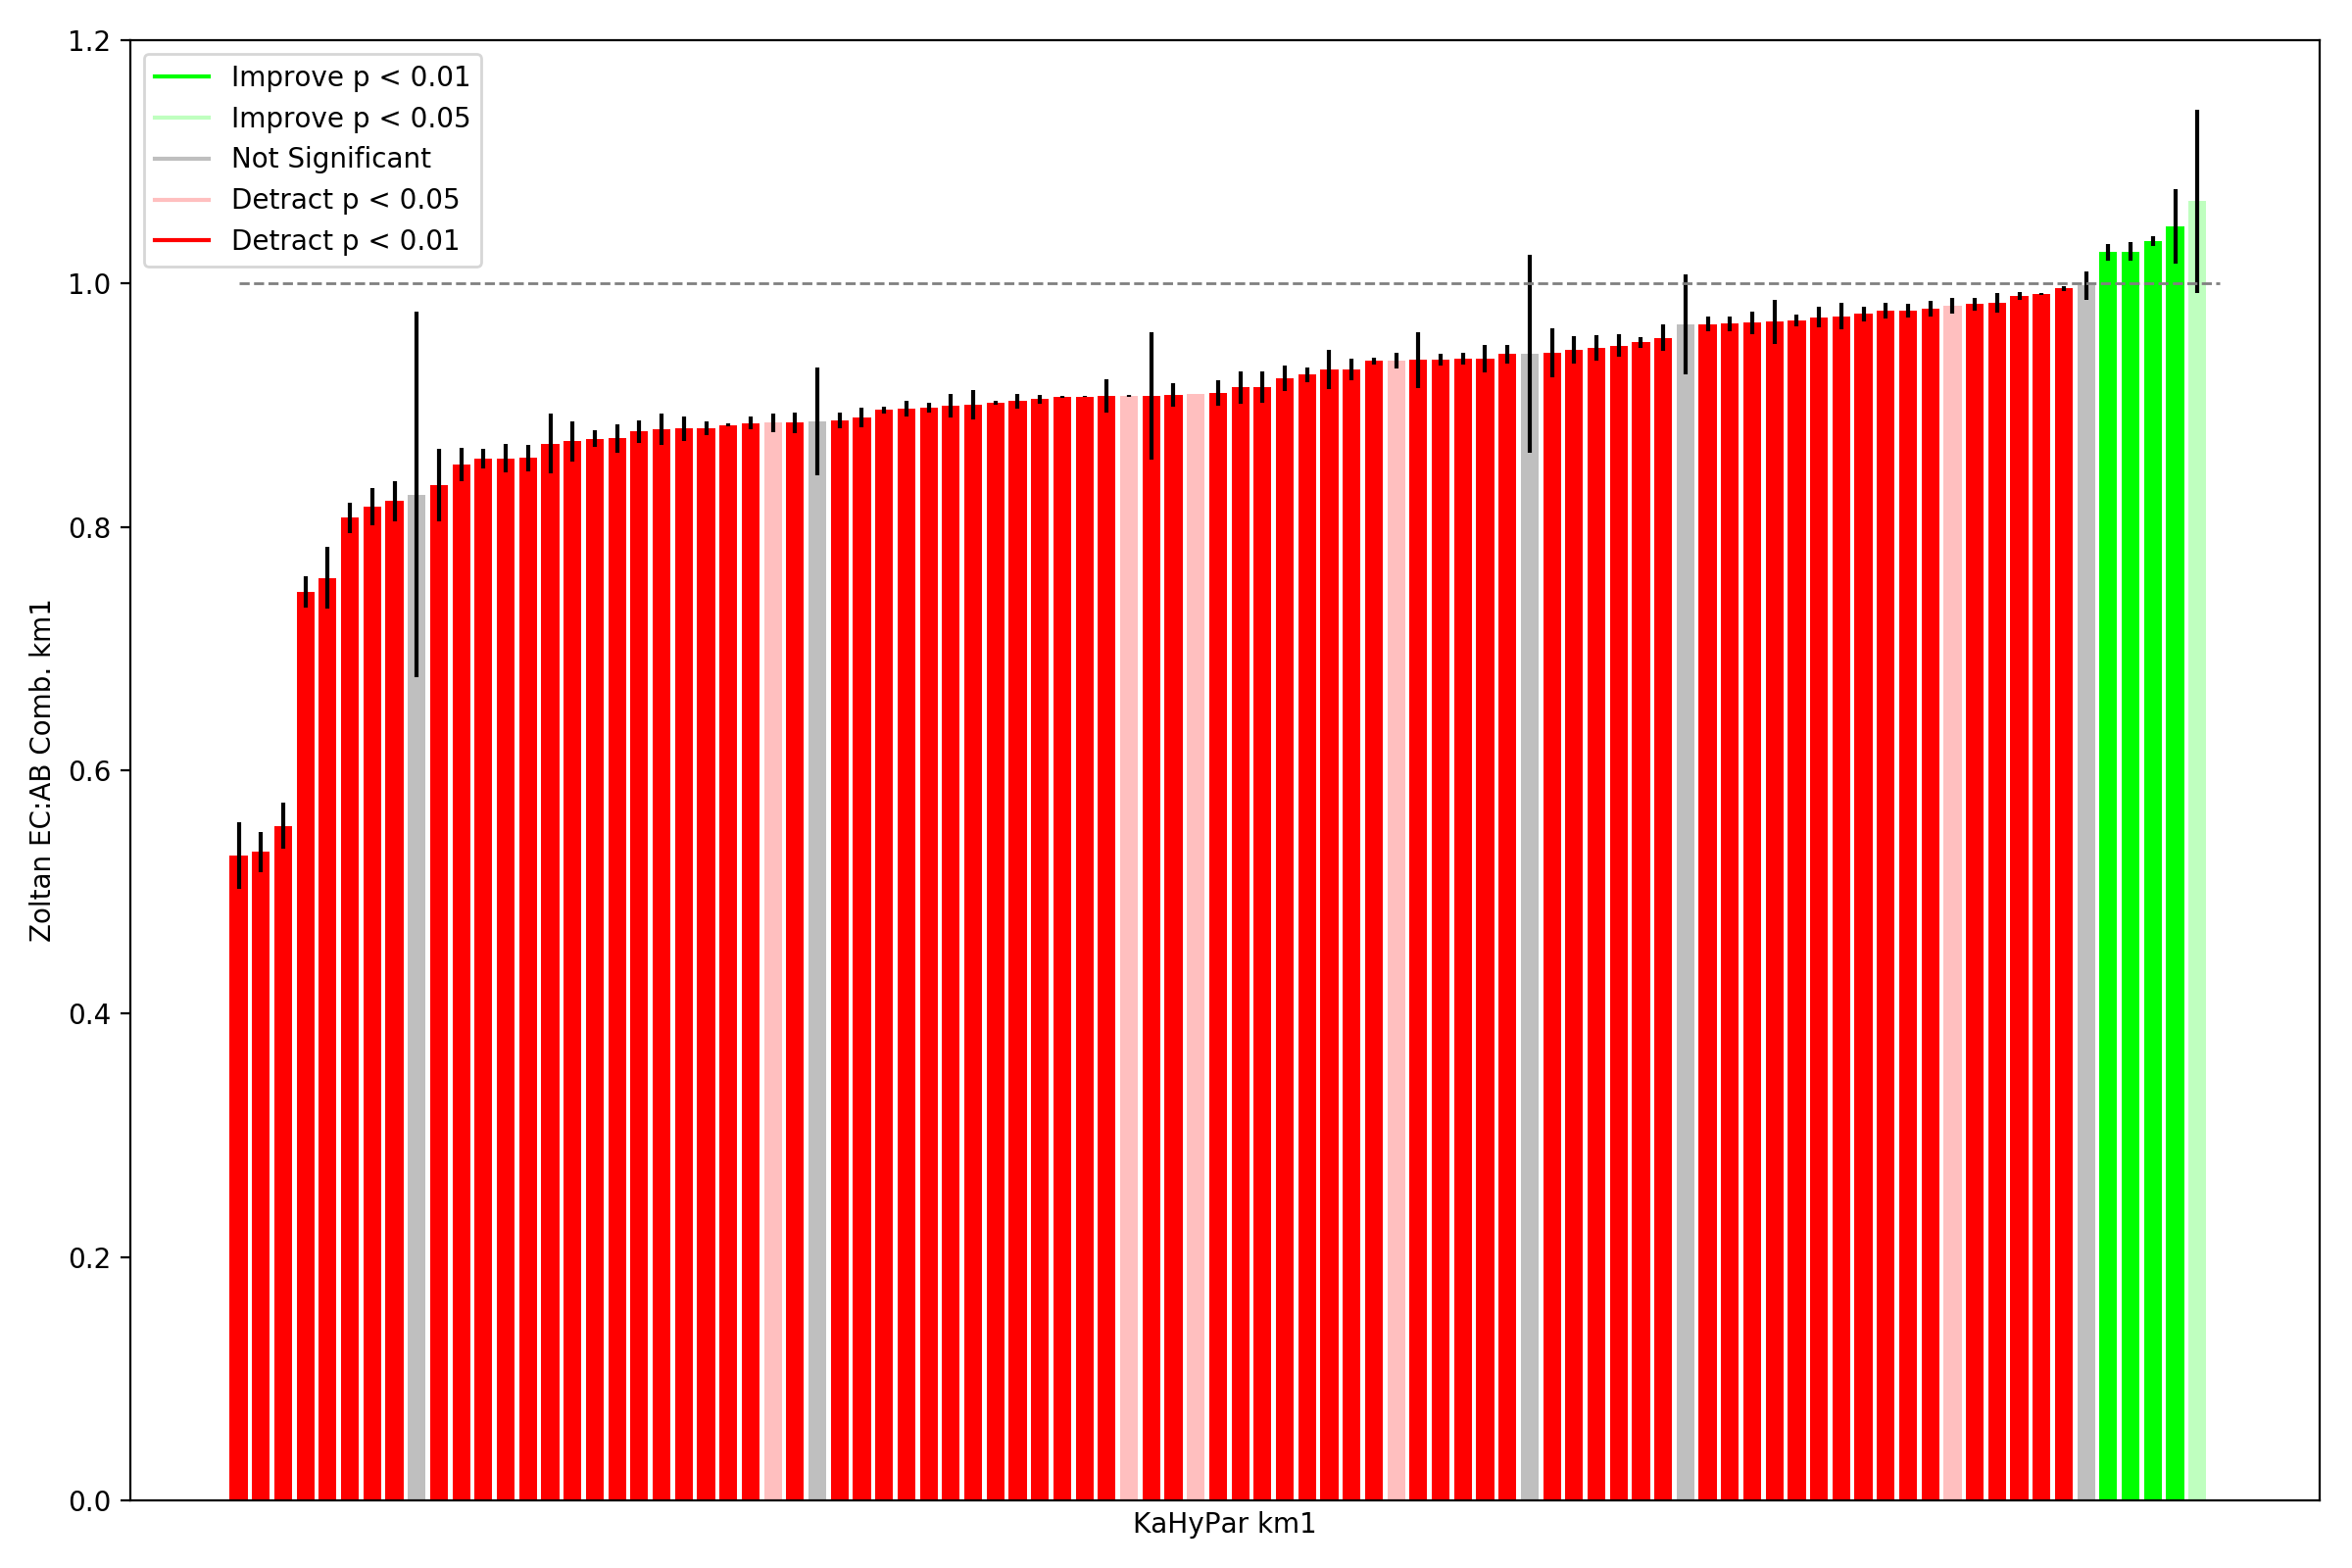 1.2
1.0
0.8
0.6
0.4
0.2
0.0
Improve p < 0.01
Improve p < 0.05
Not Significant
Detract p < 0.05
Detract p < 0.01
Zoltan EC:AB Comb. km1
KaHyPar km1